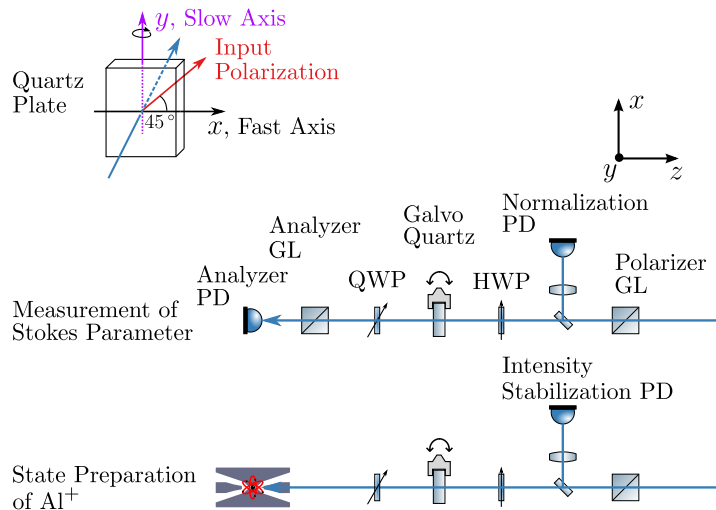 y, Slow Axis
Input
Polarization
Quartz
Plate
45°
x, Fast Axis
x
y
z
Normalization
PD
Galvo
Quartz
Analyzer
GL
Analyzer
PD
QWP
HWP
Polarizer
GL
Measurement of
Stokes Parameter
Intensity
Stabilization PD
State Preparation
of Al⁺